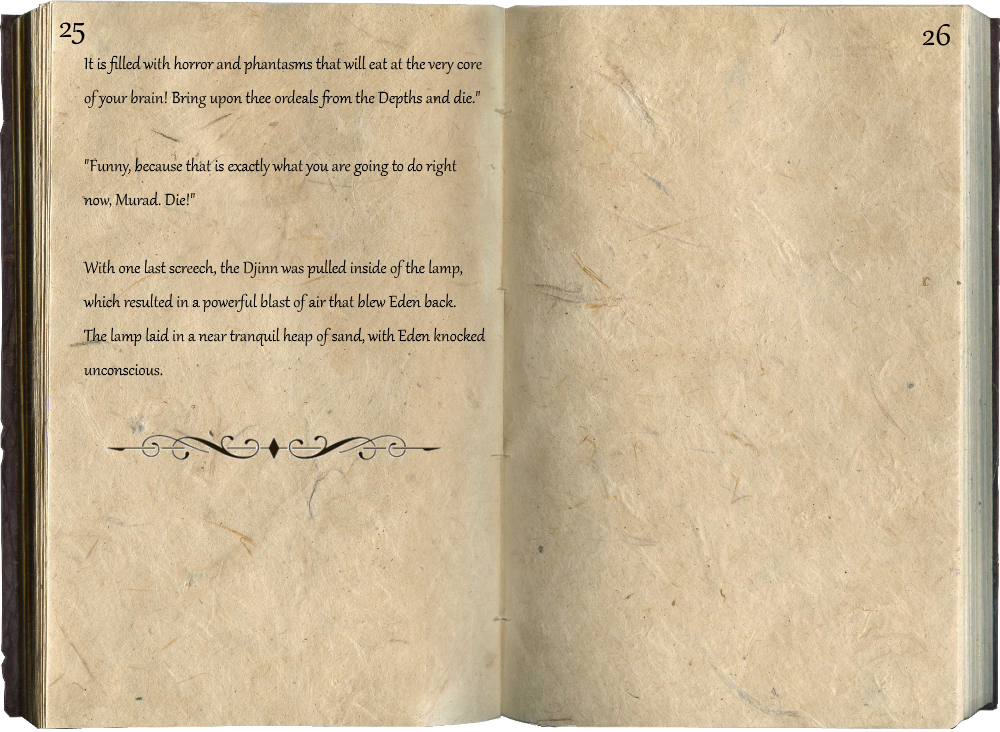 25
It is filled with horror and phantasms that will eat at the very core
of your brain! Bring upon thee ordeals from the Depths and die."
"Funny, because that is exactly what you are going to do right
now, Murad. Die!"
With one last screech, the Djinn was pulled inside of the lamp,
which resulted in a powerful blast of air that blew Eden back.
The lamp laid in a near tranquil heap of sand, with Eden knocked
unconscious.
26